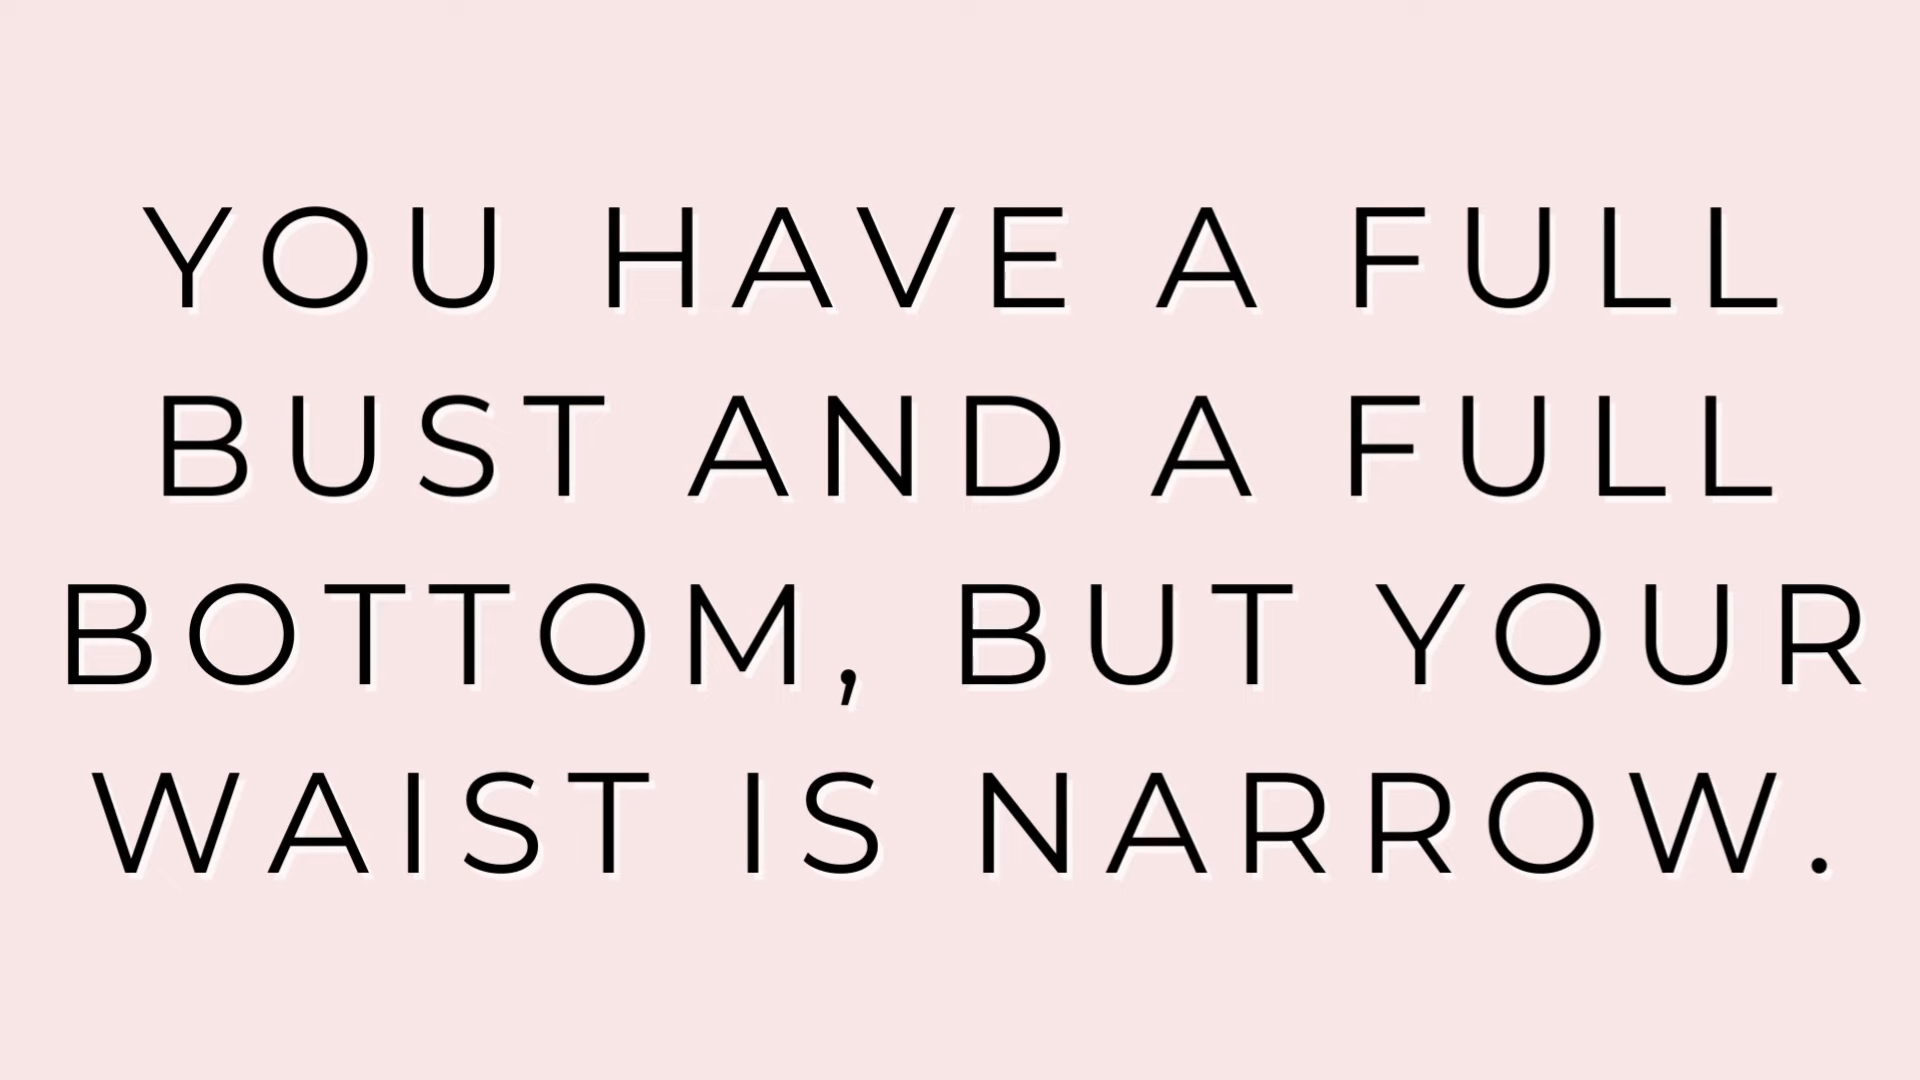 YOU HAVE A FULL
BUST AND A FULL
BOTTOM, BUT YOUR
WAIST IS NARROW.